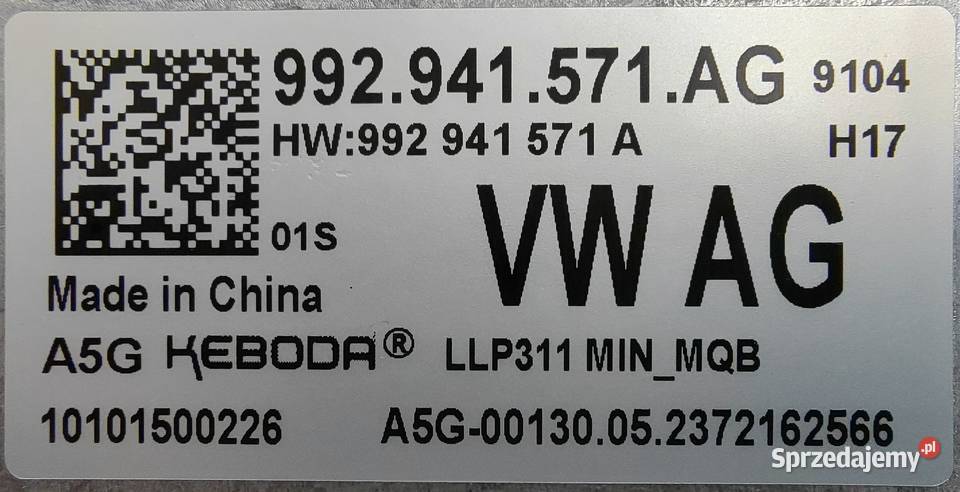 992.941.571.AG 9104
HW:992 941 571 A H17
VW AG
01S
Made in China
A5G KEBODA® LLP311 MIN_MQB
10101500226 A5G-00130.05.2372162566
Sprzedajemy.pl